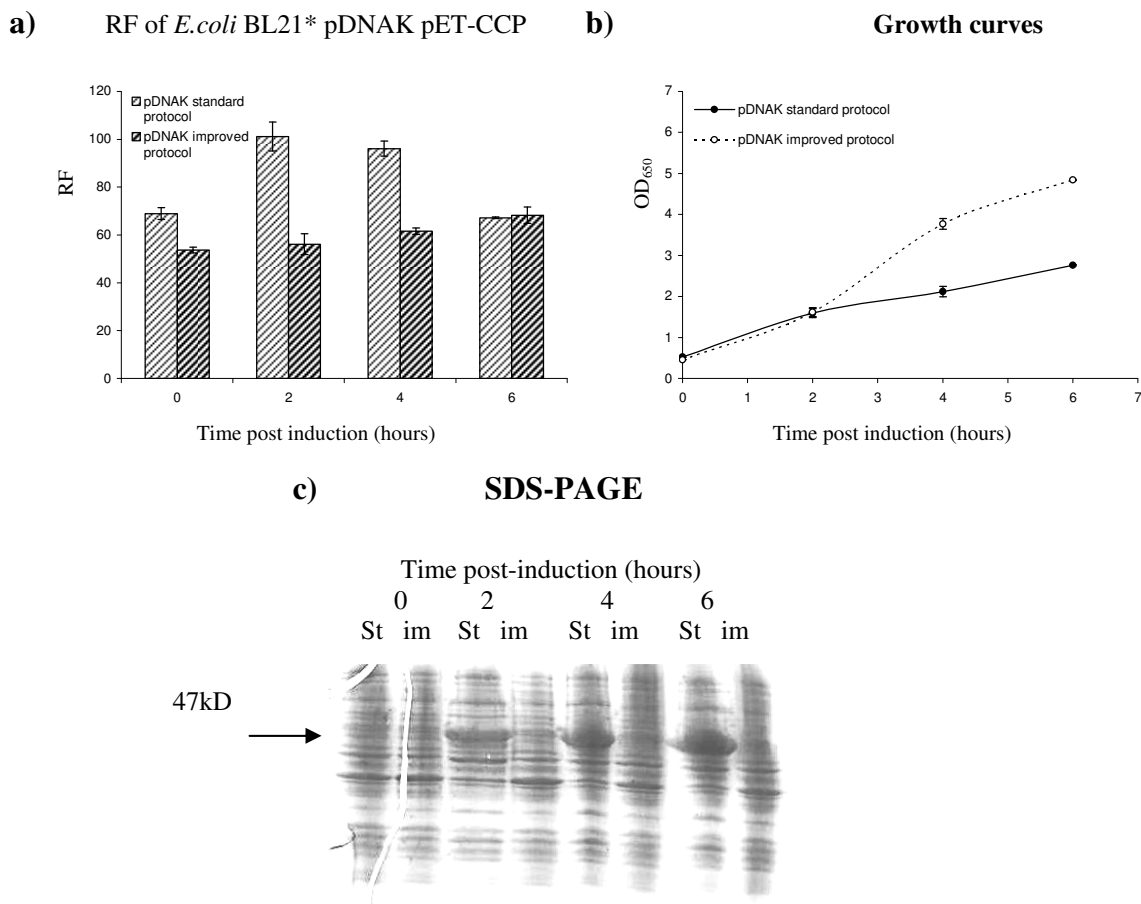 a) RF of E.coli BL21* pDNAK pET-CCP
120
100
80
60
40
20
0
RF
pDNAK standard
protocol
pDNAK improved
protocol
0 2 4 6
Time post induction (hours)
b) Growth curves
7
6
5
4
3
2
1
0
OD650
pDNAK standard protocol
pDNAK improved protocol
0 1 2 3 4 5 6 7
Time post induction (hours)
c) SDS-PAGE
Time post-induction (hours)
0 2 4 6
St im St im St im St im
47kD